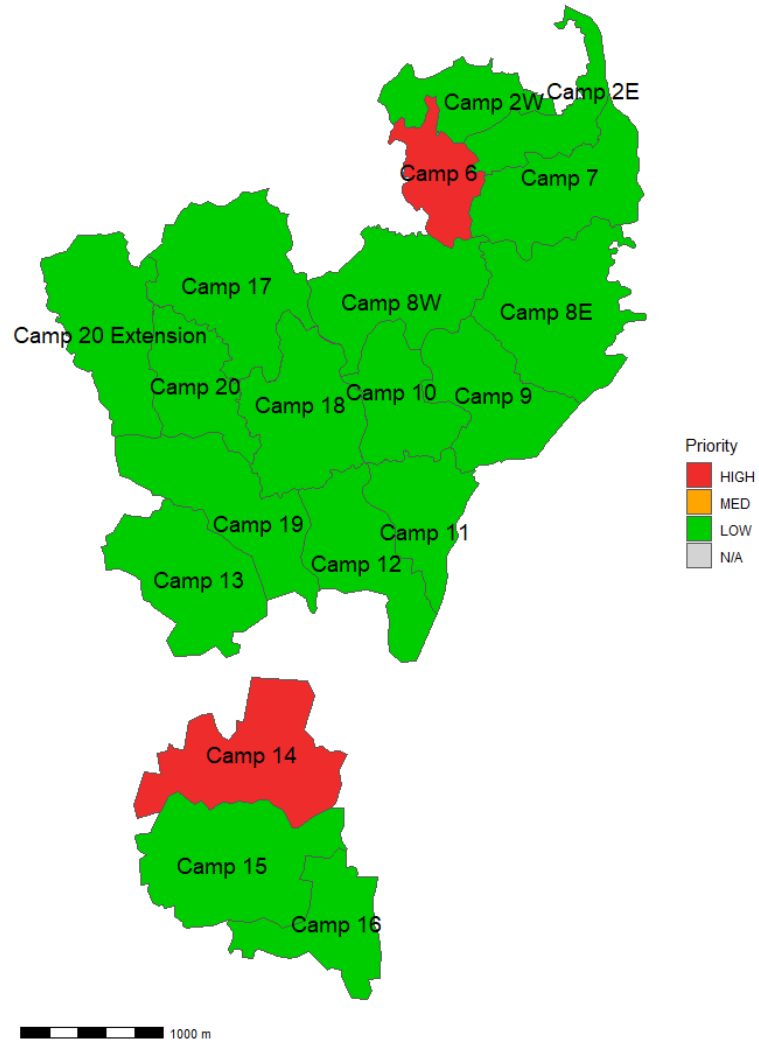 Camp 2E
Camp 2W
Camp 6
Camp 7
Camp 17
Camp 8W
Camp 8E
Camp 20 Extension
Camp 20
Camp 10
Camp 9
Camp 18
Camp 19
Camp 11
Camp 12
Camp 13
Priority
HIGH
MED
LOW
N/A
Camp 14
Camp 15
Camp 16
1000 m